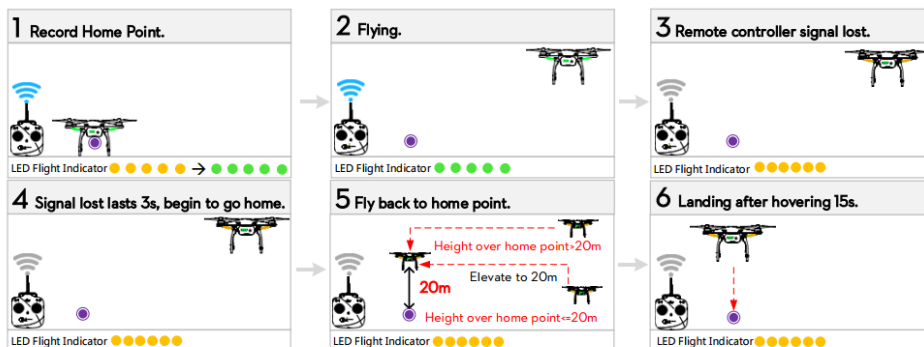 1 Record Home Point.
LED Flight Indicator
2 Flying.
LED Flight Indicator
3 Remote controller signal lost.
LED Flight Indicator
4 Signal lost lasts 3s, begin to go home.
LED Flight Indicator
5 Fly back to home point.
Height over home point>20m
Elevate to 20m
20m
Height over home point<=20m
LED Flight Indicator
6 Landing after hovering 15s.
LED Flight Indicator